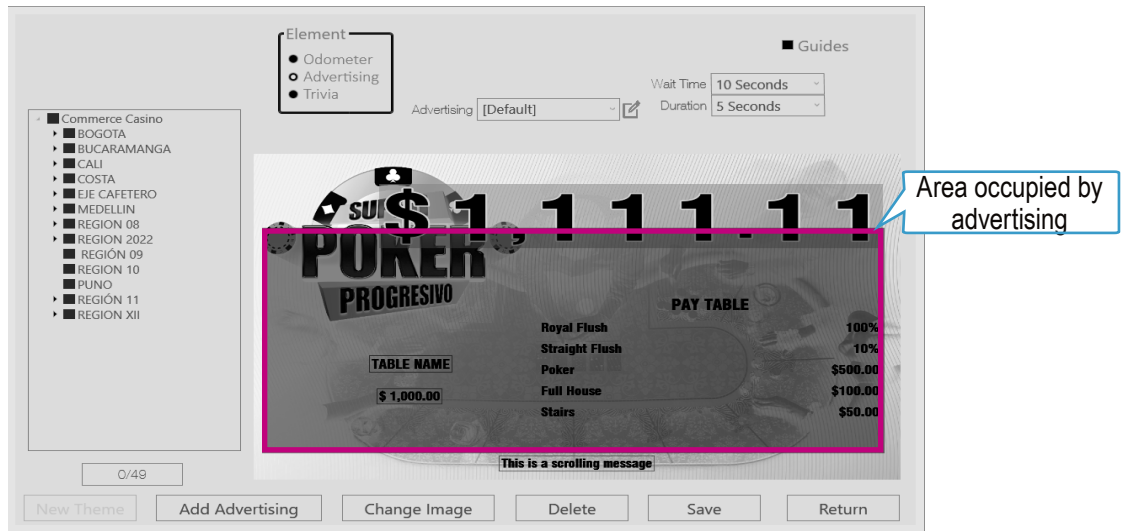 Element
Odometer
Advertising
Trivia
Guides
Wait Time 10 Seconds
Advertising [Default]
Duration 5 Seconds
Commerce Casino
BOGOTA
BUCARAMANGA
CALI
COSTA
EJE CAFETERO
MEDELLIN
REGION 08
REGION 2022
REGIÓN 09
REGION 10
PUNO
REGIÓN 11
REGION XII
0/49
SU
$1,111.11
POKER
PROGRESIVO
PAY TABLE
Royal Flush 100%
Straight Flush 10%
Poker $500.00
Full House $100.00
Stairs $50.00
TABLE NAME
$ 1,000.00
This is a scrolling message
Area occupied by
advertising
New Theme
Add Advertising
Change Image
Delete
Save
Return